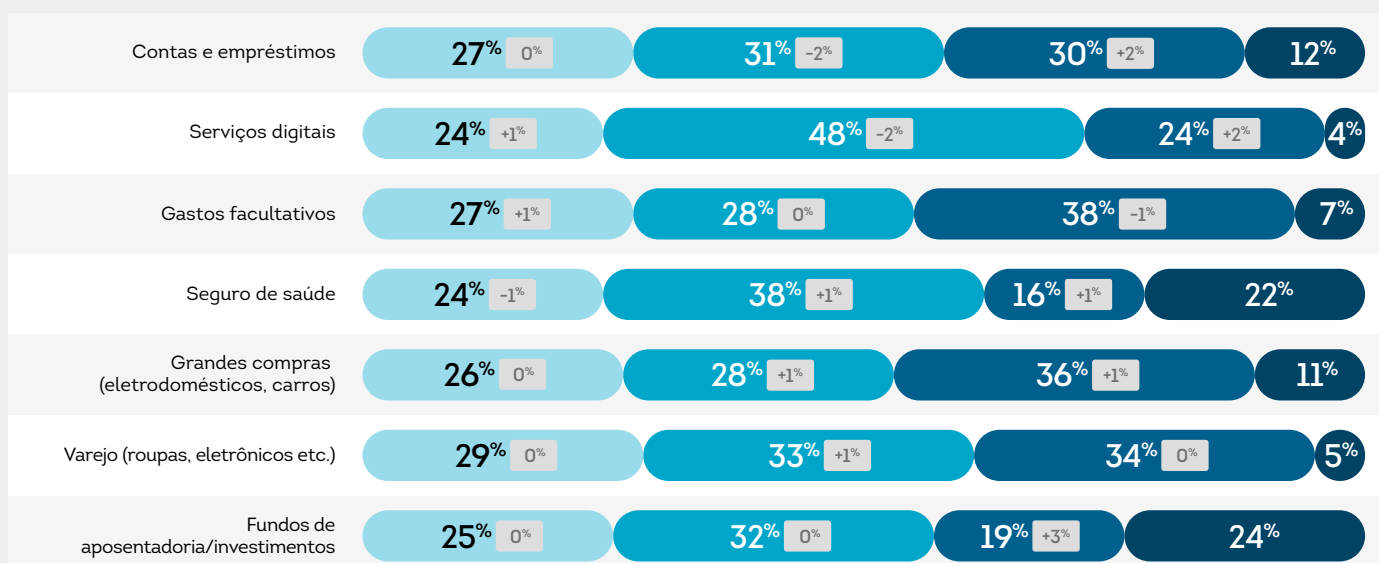 Contas e empréstimos 27% 0% 31% -2% 30% +2% 12%
Serviços digitais 24% +1% 48% -2% 24% +2% 4%
Gastos facultativos 27% +1% 28% 0% 38% -1% 7%
Seguro de saúde 24% -1% 38% +1% 16% +1% 22%
Grandes compras
(eletrodomésticos, carros) 26% 0% 28% +1% 36% +1% 11%
Varejo (roupas, eletrônicos etc.) 29% 0% 33% +1% 34% 0% 5%
Fundos de
aposentadoria/investimentos 25% 0% 32% 0% 19% +3% 24%